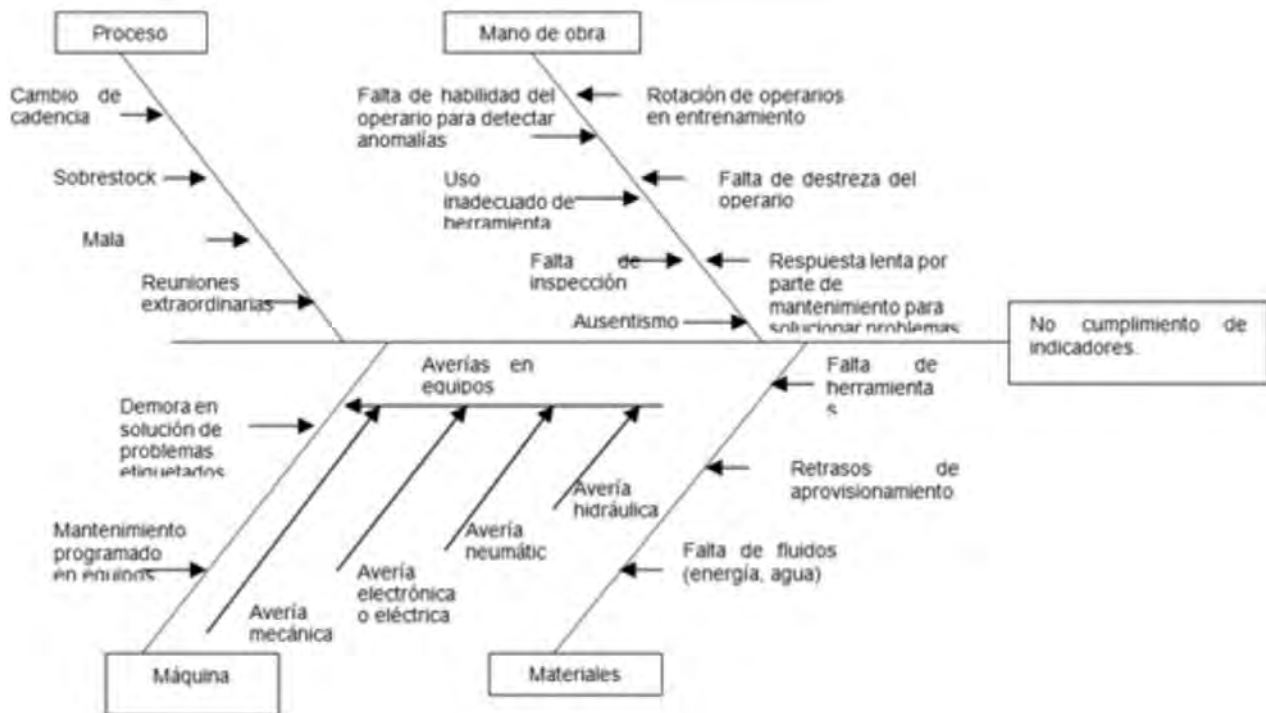 Proceso
Mano de obra
Cambio de
cadencia
Sobrestock
Mala
Reuniones
extraordinarias
Falta de habilidad del
operario para detectar
anomalías
Uso
inadecuado de
herramienta
Falta de
inspección
Ausentismo
Rotación de operarios
en entrenamiento
Falta de destreza del
operario
Respuesta lenta por
parte de
mantenimiento para
solucionar problemas
No cumplimiento de
indicadores.
Demora en
solución de
problemas
etiquetados
Mantenimiento
programado
en equipos
Averías en
equipos
Avería
mecánica
Avería
electrónica
o eléctrica
Avería
neumátic
Avería
hidráulica
Falta de
herramienta
s
Retrasos de
aprovisionamiento
Falta de fluidos
(energía, agua)
Máquina
Materiales